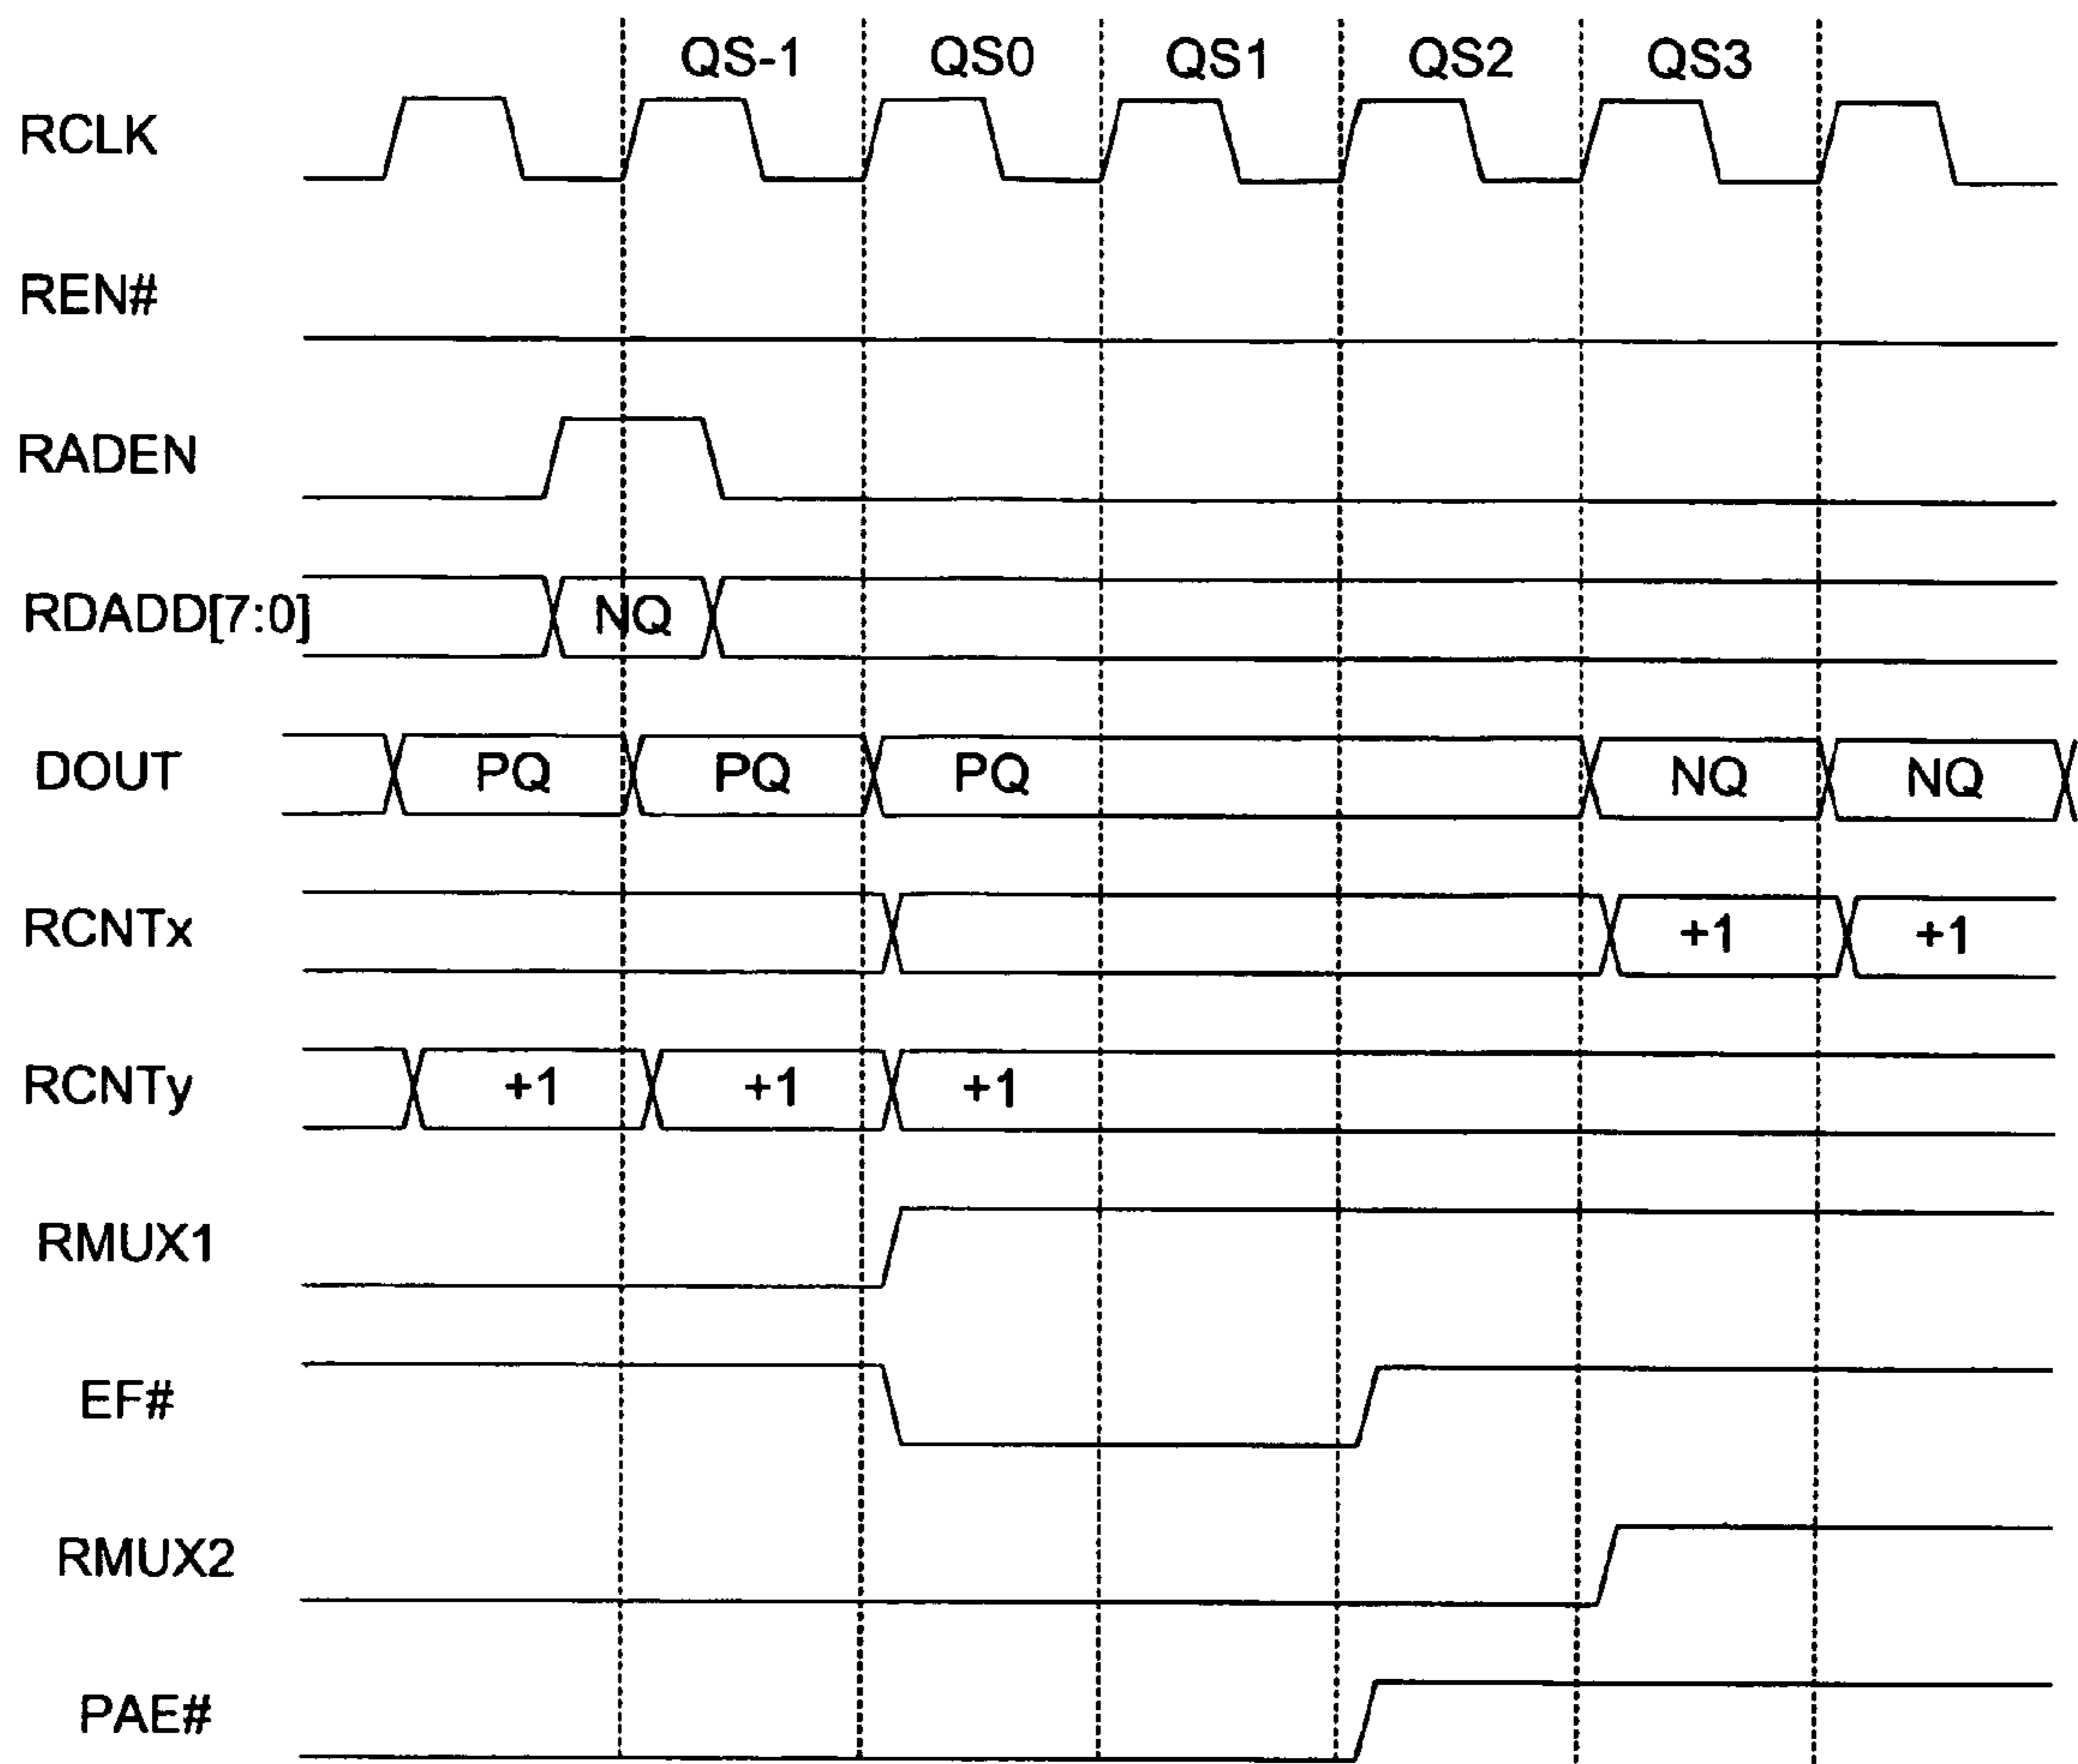 QS-1 QS0 QS1 QS2 QS3
RCLK
REN#
RADEN
RDADD[7:0] NQ
DOUT PQ PQ PQ NQ NQ
RCNTx +1 +1
RCNTy +1 +1 +1
RMUX1
EF#
RMUX2
PAE#